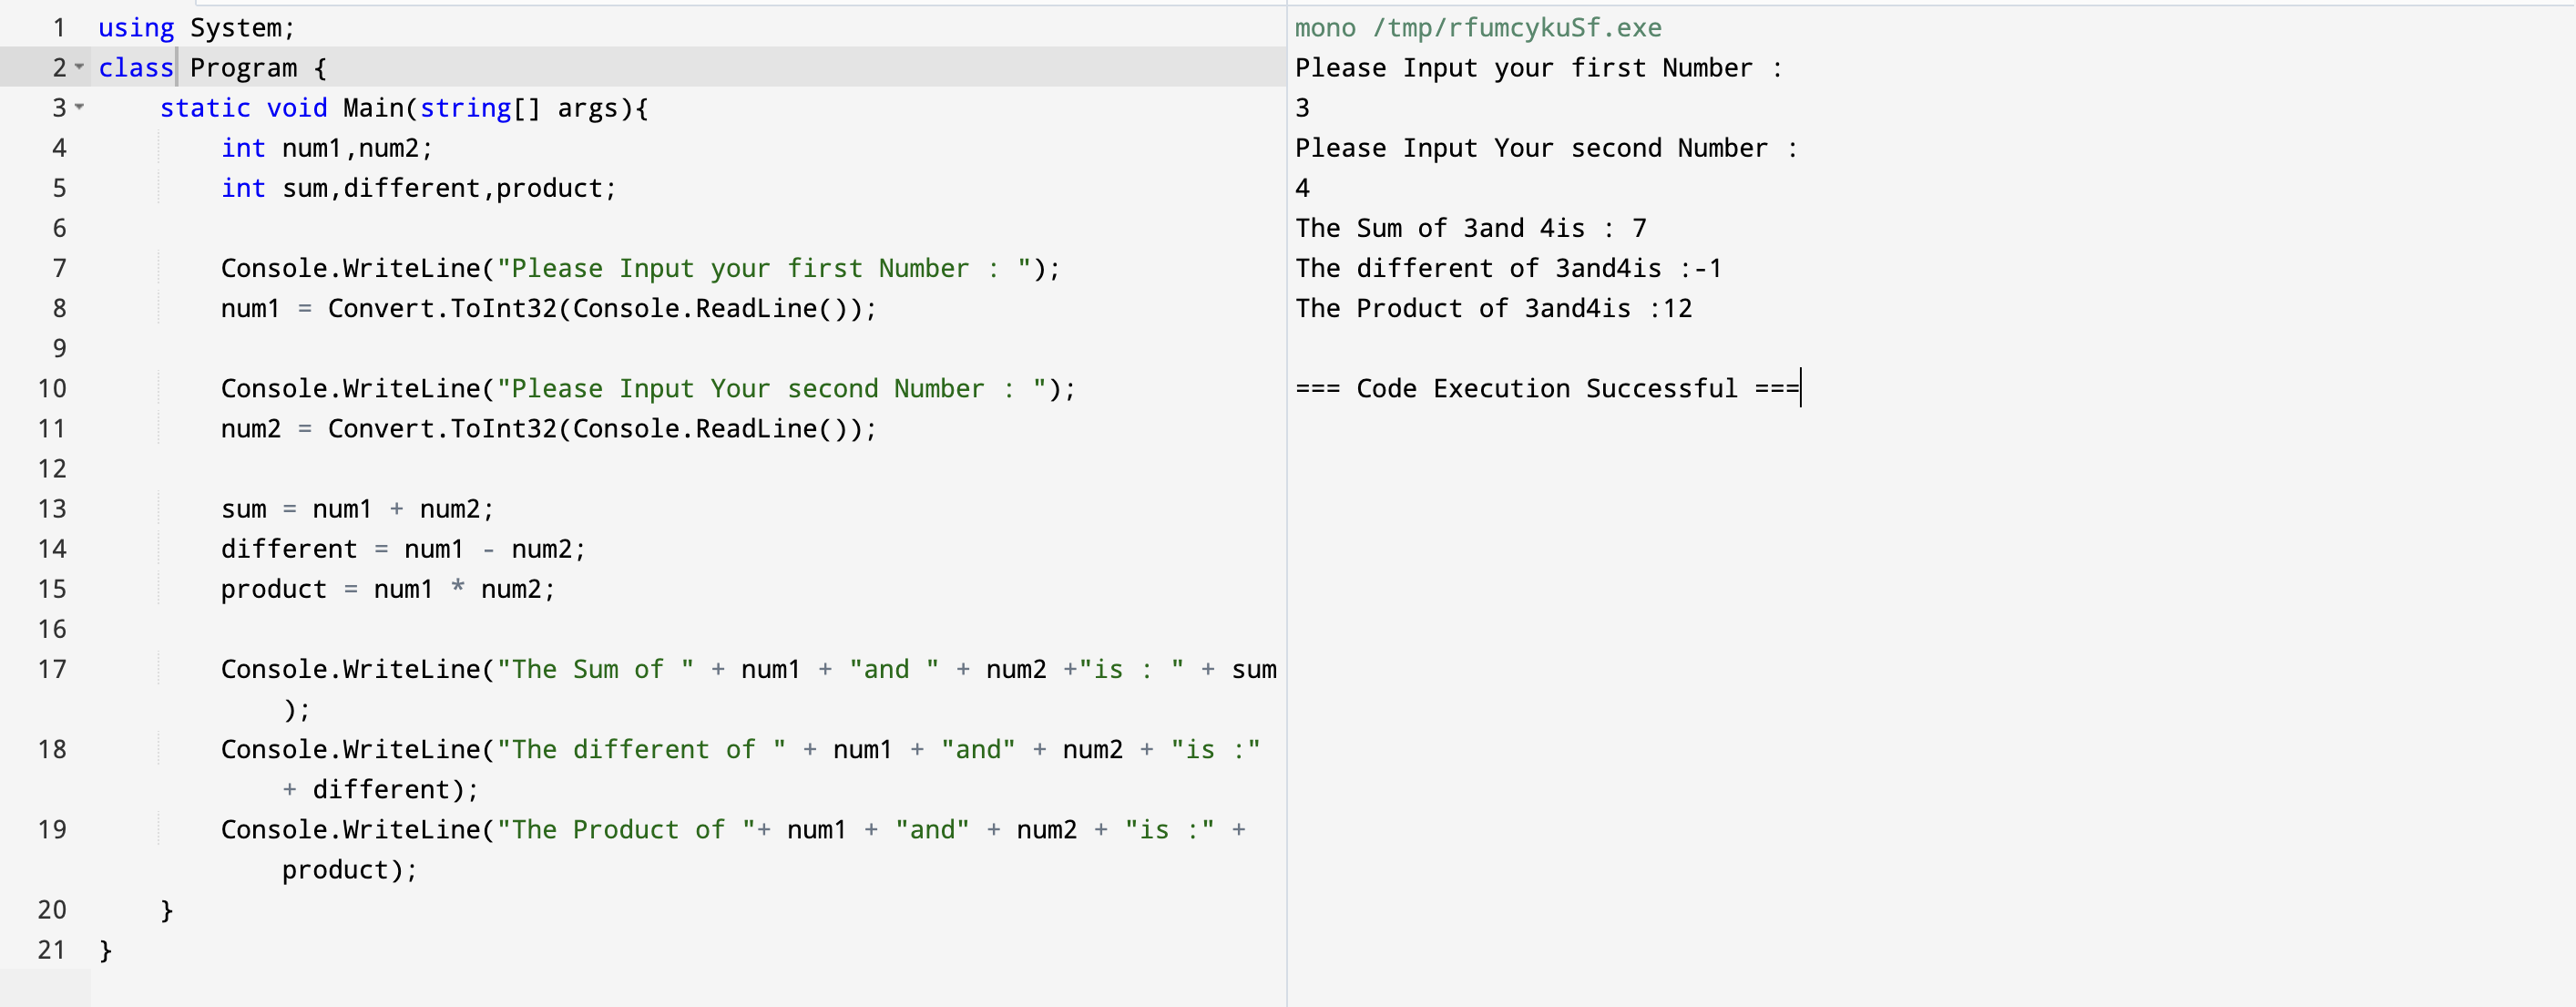 1 using System;
2 class Program {
3 static void Main(string[] args){
4 int num1,num2;
5 int sum,different,product;
6
7 Console.WriteLine("Please Input your first Number : ");
8 num1 = Convert.ToInt32(Console.ReadLine());
9
10 Console.WriteLine("Please Input Your second Number : ");
11 num2 = Convert.ToInt32(Console.ReadLine());
12
13 sum = num1 + num2;
14 different = num1 - num2;
15 product = num1 * num2;
16
17 Console.WriteLine("The Sum of " + num1 + "and " + num2 +"is : " + sum
);
18 Console.WriteLine("The different of " + num1 + "and" + num2 + "is :"
+ different);
19 Console.WriteLine("The Product of "+ num1 + "and" + num2 + "is :" +
product);
20 }
21 }
mono /tmp/rfumcykuSf.exe
Please Input your first Number :
3
Please Input Your second Number :
4
The Sum of 3and 4is : 7
The different of 3and4is :-1
The Product of 3and4is :12
=== Code Execution Successful ===